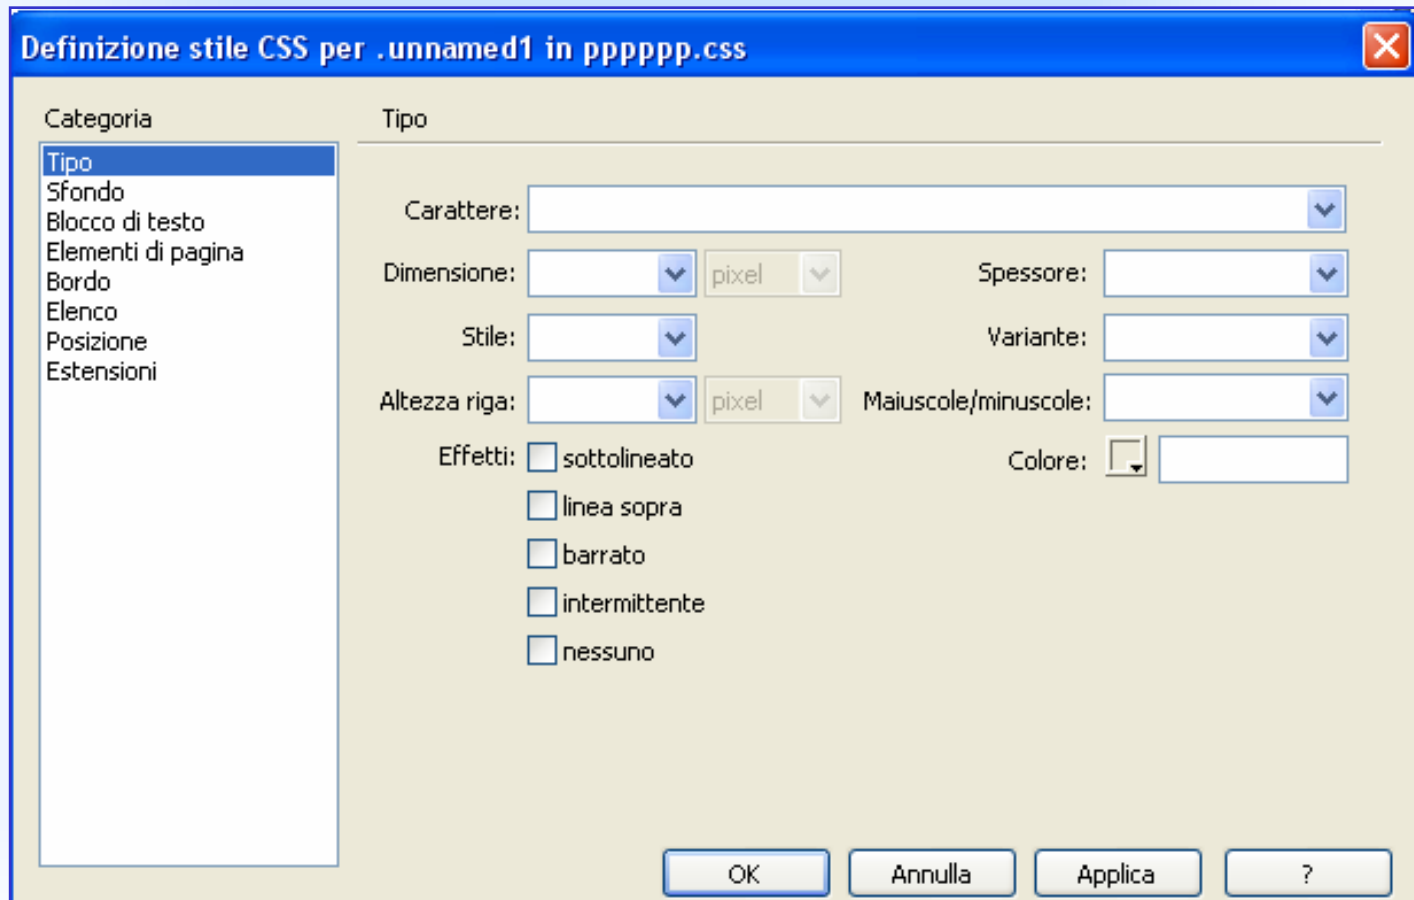 Definizione stile CSS per .unnamed1 in pppppp.css
Categoria
Tipo
Sfondo
Blocco di testo
Elementi di pagina
Bordo
Elenco
Posizione
Estensioni
Tipo
Carattere:
Dimensione: pixel Spessore:
Stile: Variante:
Altezza riga: pixel Maiuscole/minuscole:
Effetti: sottolineato Colore:
linea sopra
barrato
intermittente
nessuno
OK Annulla Applica ?